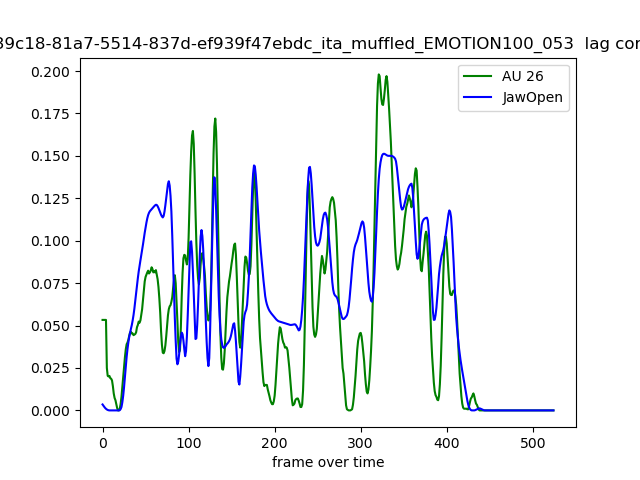 39c18-81a7-5514-837d-ef939f47ebdc_ita_muffled_EMOTION100_053 lag cor
AU 26
JawOpen
0.200
0.175
0.150
0.125
0.100
0.075
0.050
0.025
0.000
0 100 200 300 400 500
frame over time